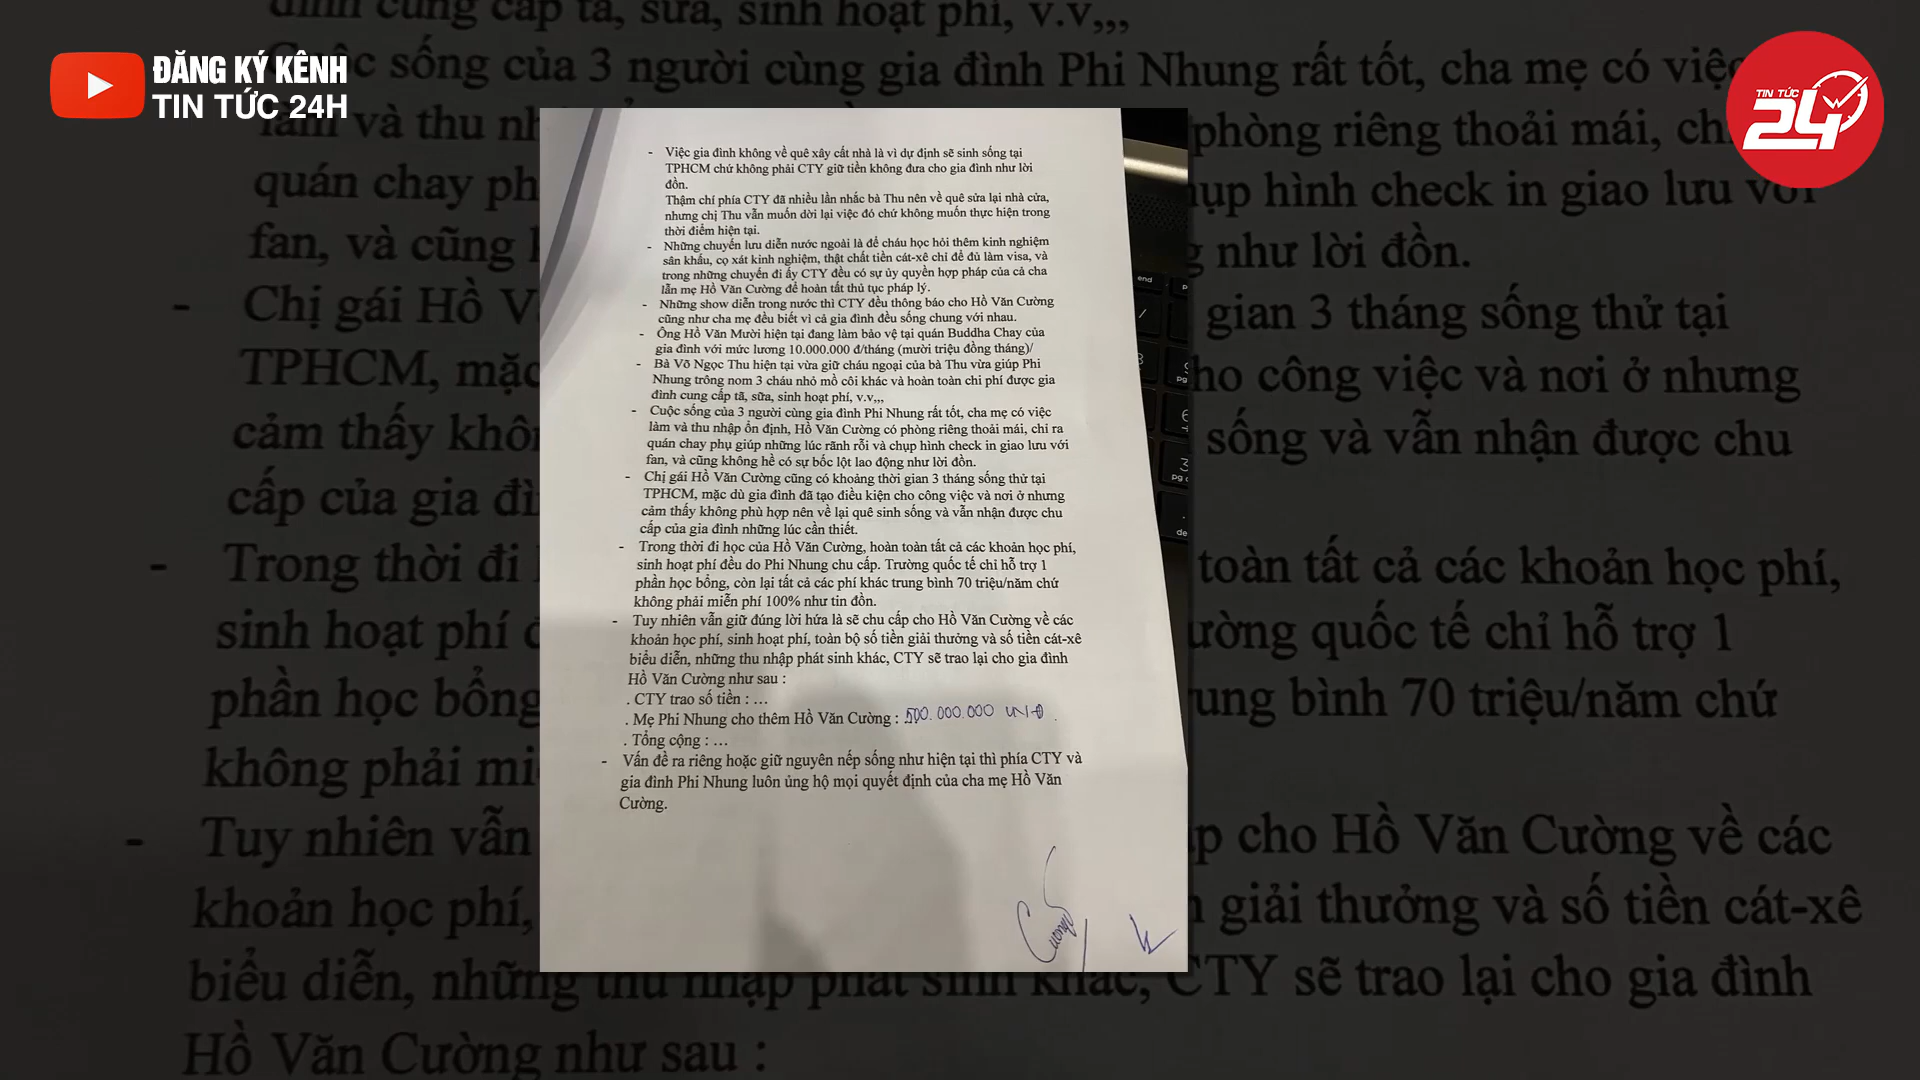 ĐĂNG KÝ KÊNH
TIN TỨC 24H
TIN TỨC
24
- Việc gia đình không về quê xây cất nhà là vì dự định sẽ sinh sống tại
TPHCM chứ không phải CTY giữ tiền không đưa cho gia đình như lời
đồn.
Thậm chí phía CTY đã nhiều lần nhắc bà Thu nên về quê sửa lại nhà cửa,
nhưng chị Thu vẫn muốn dời lại việc đó chứ không muốn thực hiện trong
thời điểm hiện tại.
- Những chuyến lưu diễn nước ngoài là để cháu học hỏi thêm kinh nghiệm
sân khấu, cọ xát kinh nghiệm, thật chất tiền cát-xê chỉ để đủ làm visa, và
trong những chuyến đi ấy CTY đều có sự ủy quyền hợp pháp của cả cha
lẫn mẹ Hồ Văn Cường để hoàn tất thủ tục pháp lý.
- Những show diễn trong nước thì CTY đều thông báo cho Hồ Văn Cường
cũng như cha mẹ đều biết vì cả gia đình đều sống chung với nhau.
- Ông Hồ Văn Mười hiện tại đang làm bảo vệ tại quán Buddha Chay của
gia đình với mức lương 10.000.000 đ/tháng (mười triệu đồng tháng)/
- Bà Võ Ngọc Thu hiện tại vừa giữ cháu ngoại của bà Thu vừa giúp Phi
Nhung trông nom 3 cháu nhỏ mồ côi khác và hoàn toàn chi phí được gia
đình cung cấp tã, sữa, sinh hoạt phí, v.v,,,
- Cuộc sống của 3 người cùng gia đình Phi Nhung rất tốt, cha mẹ có việc
làm và thu nhập ổn định, Hồ Văn Cường có phòng riêng thoải mái, chỉ ra
quán chay phụ giúp những lúc rãnh rỗi và chụp hình check in giao lưu với
fan, và cũng không hề có sự bốc lột lao động như lời đồn.
- Chị gái Hồ Văn Cường cũng có khoảng thời gian 3 tháng sống thử tại
TPHCM, mặc dù gia đình đã tạo điều kiện cho công việc và nơi ở nhưng
cảm thấy không phù hợp nên về lại quê sinh sống và vẫn nhận được chu
cấp của gia đình những lúc cần thiết.
- Trong thời đi học của Hồ Văn Cường, hoàn toàn tất cả các khoản học phí,
sinh hoạt phí đều do Phi Nhung chu cấp. Trường quốc tế chỉ hỗ trợ 1
phần học bổng, còn lại tất cả các phí khác trung bình 70 triệu/năm chứ
không phải miễn phí 100% như tin đồn.
- Tuy nhiên vẫn giữ đúng lời hứa là sẽ chu cấp cho Hồ Văn Cường về các
khoản học phí, sinh hoạt phí, toàn bộ số tiền giải thưởng và số tiền cát-xê
biểu diễn, những thu nhập phát sinh khác, CTY sẽ trao lại cho gia đình
Hồ Văn Cường như sau :
. CTY trao số tiền : …
. Mẹ Phi Nhung cho thêm Hồ Văn Cường : 500.000.000 VNĐ.
. Tổng cộng : …
- Vấn đề ra riêng hoặc giữ nguyên nếp sống như hiện tại thì phía CTY và
gia đình Phi Nhung luôn ủng hộ mọi quyết định của cha mẹ Hồ Văn
Cường.
Cuong